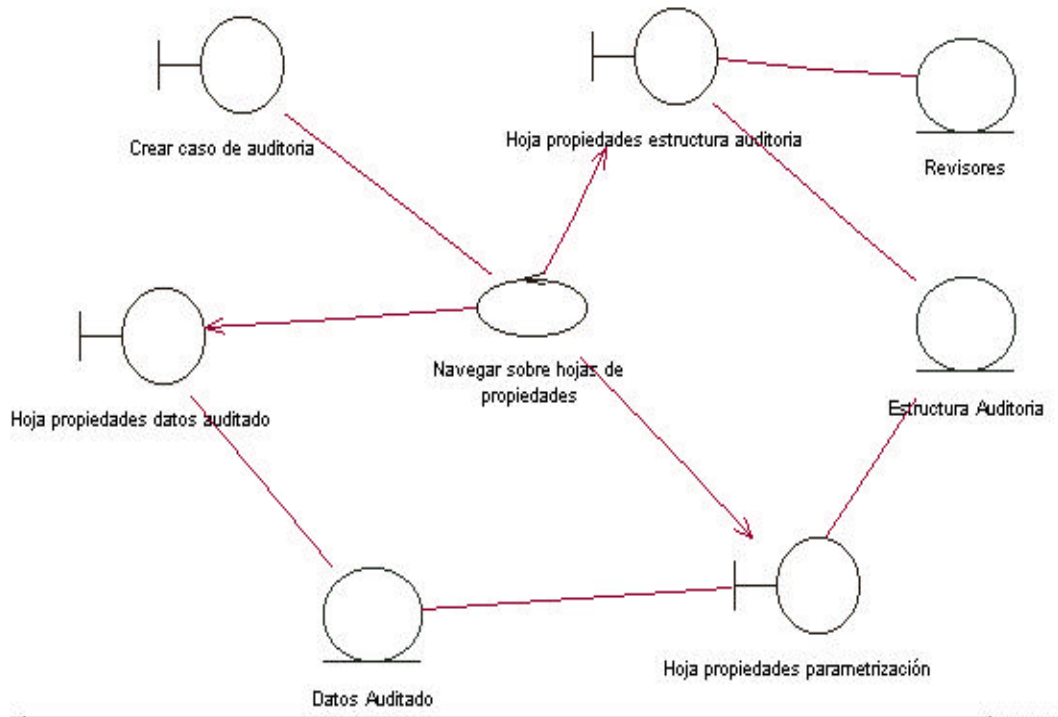 Crear caso de auditoria
Hoja propiedades estructura auditoria
Revisores
Hoja propiedades datos auditado
Navegar sobre hojas de
propiedades
Estructura Auditoria
Datos Auditado
Hoja propiedades parametrización